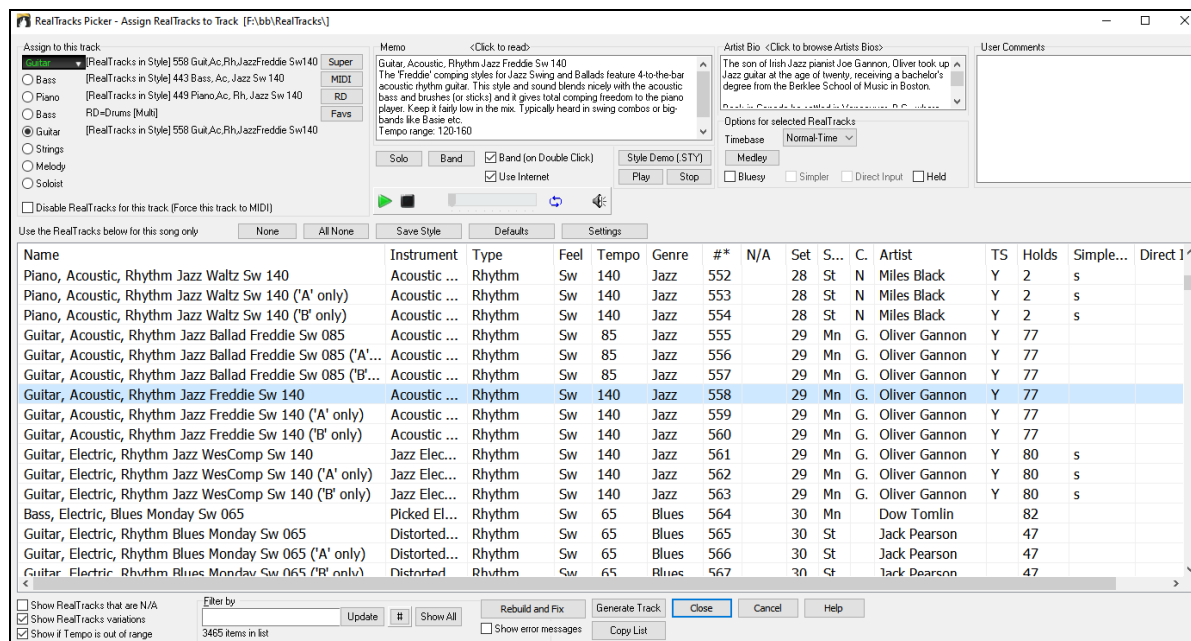 RealTracks Picker - Assign RealTracks to Track [F:\bb\RealTracks\]
Assign to this track
Guitar [RealTracks in Style] 558 Guit,Ac,Rh,JazzFreddie Sw140 Super
Bass [RealTracks in Style] 443 Bass, Ac, Jazz Sw 140 MIDI
Piano [RealTracks in Style] 449 Piano,Ac, Rh, Jazz Sw 140 RD
Bass RD=Drums [Multi] Favs
Guitar [RealTracks in Style] 558 Guit,Ac,Rh,JazzFreddie Sw140
Strings
Melody
Soloist
Disable RealTracks for this track (Force this track to MIDI)
Memo <Click to read>
Guitar, Acoustic, Rhythm Jazz Freddie Sw 140
The 'Freddie' comping styles for Jazz Swing and Ballads feature 4-to-the-bar
acoustic rhythm guitar. This style and sound blends nicely with the acoustic
bass and brushes (or sticks) and it gives total comping freedom to the piano
player. Keep it fairly low in the mix. Typically heard in swing combos or big-
bands like Basie etc.
Tempo range: 120-160
Solo Band Band (on Double Click) Style Demo (.STY)
Use Internet Play Stop
Artist Bio <Click to browse Artists Bios>
The son of Irish Jazz pianist Joe Gannon, Oliver took up
Jazz guitar at the age of twenty, receiving a bachelor's
degree from the Berklee School of Music in Boston.
Options for selected RealTracks
Timebase Normal-Time
Medley
Bluesy Simpler Direct Input Held
User Comments
Use the RealTracks below for this song only None All None Save Style Defaults Settings
Name Instrument Type Feel Tempo Genre #* N/A Set S... C. Artist TS Holds Simple... Direct I
Piano, Acoustic, Rhythm Jazz Waltz Sw 140 Acoustic ... Rhythm Sw 140 Jazz 552 28 St N Miles Black Y 2 s
Piano, Acoustic, Rhythm Jazz Waltz Sw 140 ('A' only) Acoustic ... Rhythm Sw 140 Jazz 553 28 St N Miles Black Y 2 s
Piano, Acoustic, Rhythm Jazz Waltz Sw 140 ('B' only) Acoustic ... Rhythm Sw 140 Jazz 554 28 St N Miles Black Y 2 s
Guitar, Acoustic, Rhythm Jazz Ballad Freddie Sw 085 Acoustic ... Rhythm Sw 85 Jazz 555 29 Mn G. Oliver Gannon Y 77
Guitar, Acoustic, Rhythm Jazz Ballad Freddie Sw 085 ('A'... Acoustic ... Rhythm Sw 85 Jazz 556 29 Mn G. Oliver Gannon Y 77
Guitar, Acoustic, Rhythm Jazz Ballad Freddie Sw 085 ('B'... Acoustic ... Rhythm Sw 85 Jazz 557 29 Mn G. Oliver Gannon Y 77
Guitar, Acoustic, Rhythm Jazz Freddie Sw 140 Acoustic ... Rhythm Sw 140 Jazz 558 29 Mn G. Oliver Gannon Y 77
Guitar, Acoustic, Rhythm Jazz Freddie Sw 140 ('A' only) Acoustic ... Rhythm Sw 140 Jazz 559 29 Mn G. Oliver Gannon Y 77
Guitar, Acoustic, Rhythm Jazz Freddie Sw 140 ('B' only) Acoustic ... Rhythm Sw 140 Jazz 560 29 Mn G. Oliver Gannon Y 77
Guitar, Electric, Rhythm Jazz WesComp Sw 140 Jazz Elec... Rhythm Sw 140 Jazz 561 29 Mn G. Oliver Gannon Y 80 s
Guitar, Electric, Rhythm Jazz WesComp Sw 140 ('A' only) Jazz Elec... Rhythm Sw 140 Jazz 562 29 Mn G. Oliver Gannon Y 80 s
Guitar, Electric, Rhythm Jazz WesComp Sw 140 ('B' only) Jazz Elec... Rhythm Sw 140 Jazz 563 29 Mn G. Oliver Gannon Y 80 s
Bass, Electric, Blues Monday Sw 065 Picked El... Rhythm Sw 65 Blues 564 30 Mn Dow Tomlin 82
Guitar, Electric, Rhythm Blues Monday Sw 065 Distorted... Rhythm Sw 65 Blues 565 30 St Jack Pearson 47
Guitar, Electric, Rhythm Blues Monday Sw 065 ('A' only) Distorted... Rhythm Sw 65 Blues 566 30 St Jack Pearson 47
Guitar, Electric, Rhythm Blues Monday Sw 065 ('B' only) Distorted... Rhythm Sw 65 Blues 567 30 St Jack Pearson 47
Show RealTracks that are N/A
Show RealTracks variations
Show if Tempo is out of range
Filter by
Update # Show All
3465 items in list
Rebuild and Fix Generate Track Close Cancel Help
Show error messages Copy List